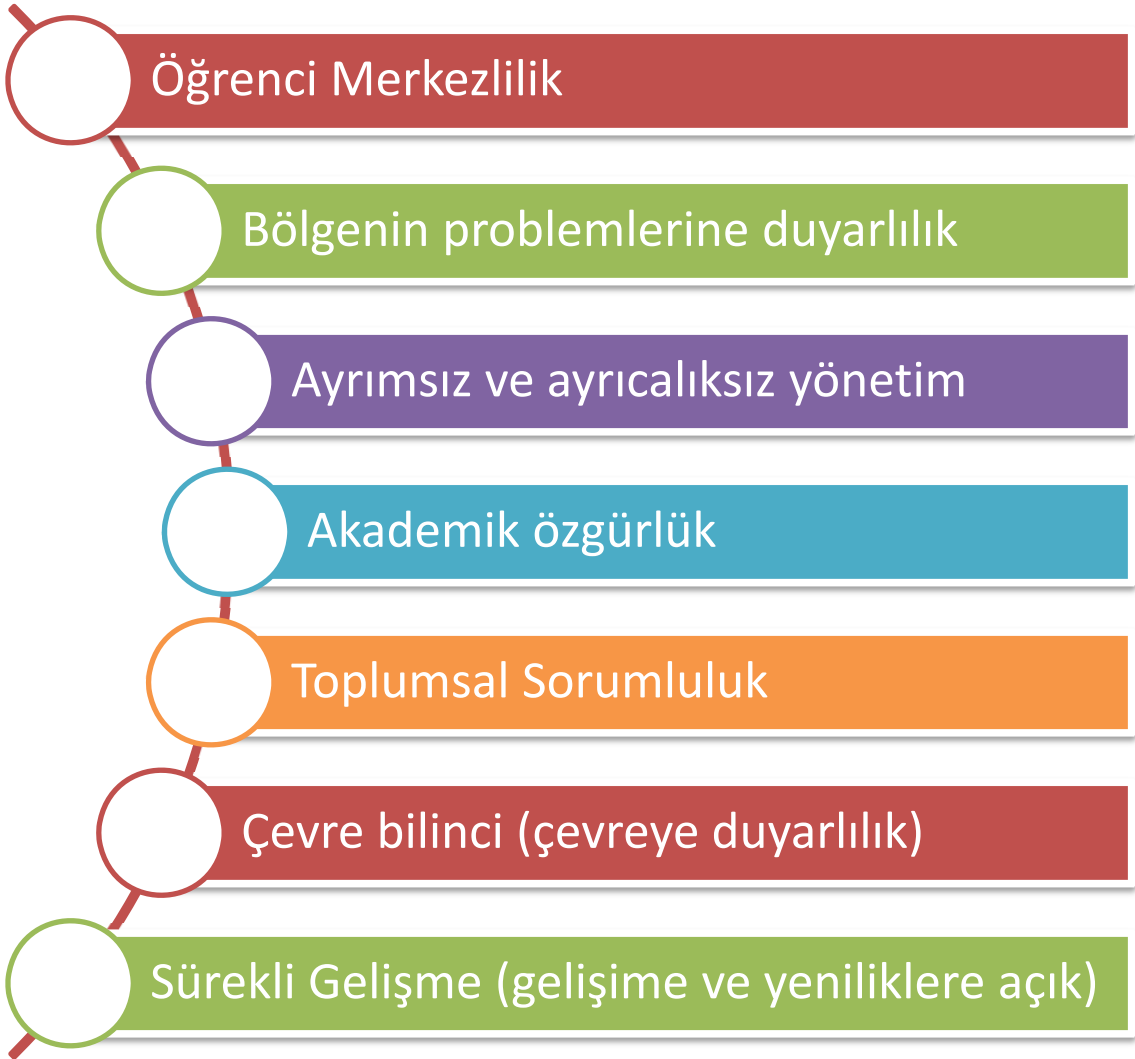 Öğrenci Merkezlilik
Bölgenin problemlerine duyarlılık
Ayrımsız ve ayrıcalıksız yönetim
Akademik özgürlük
Toplumsal Sorumluluk
Çevre bilinci (çevreye duyarlılık)
Sürekli Gelişme (gelişime ve yeniliklere açık)